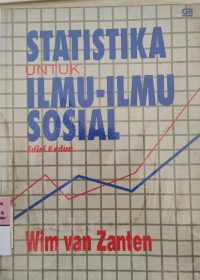 STATISTIKA
UNTUK
ILMU-ILMU
SOSIAL
Edisi Kedua
Wim van Zanten